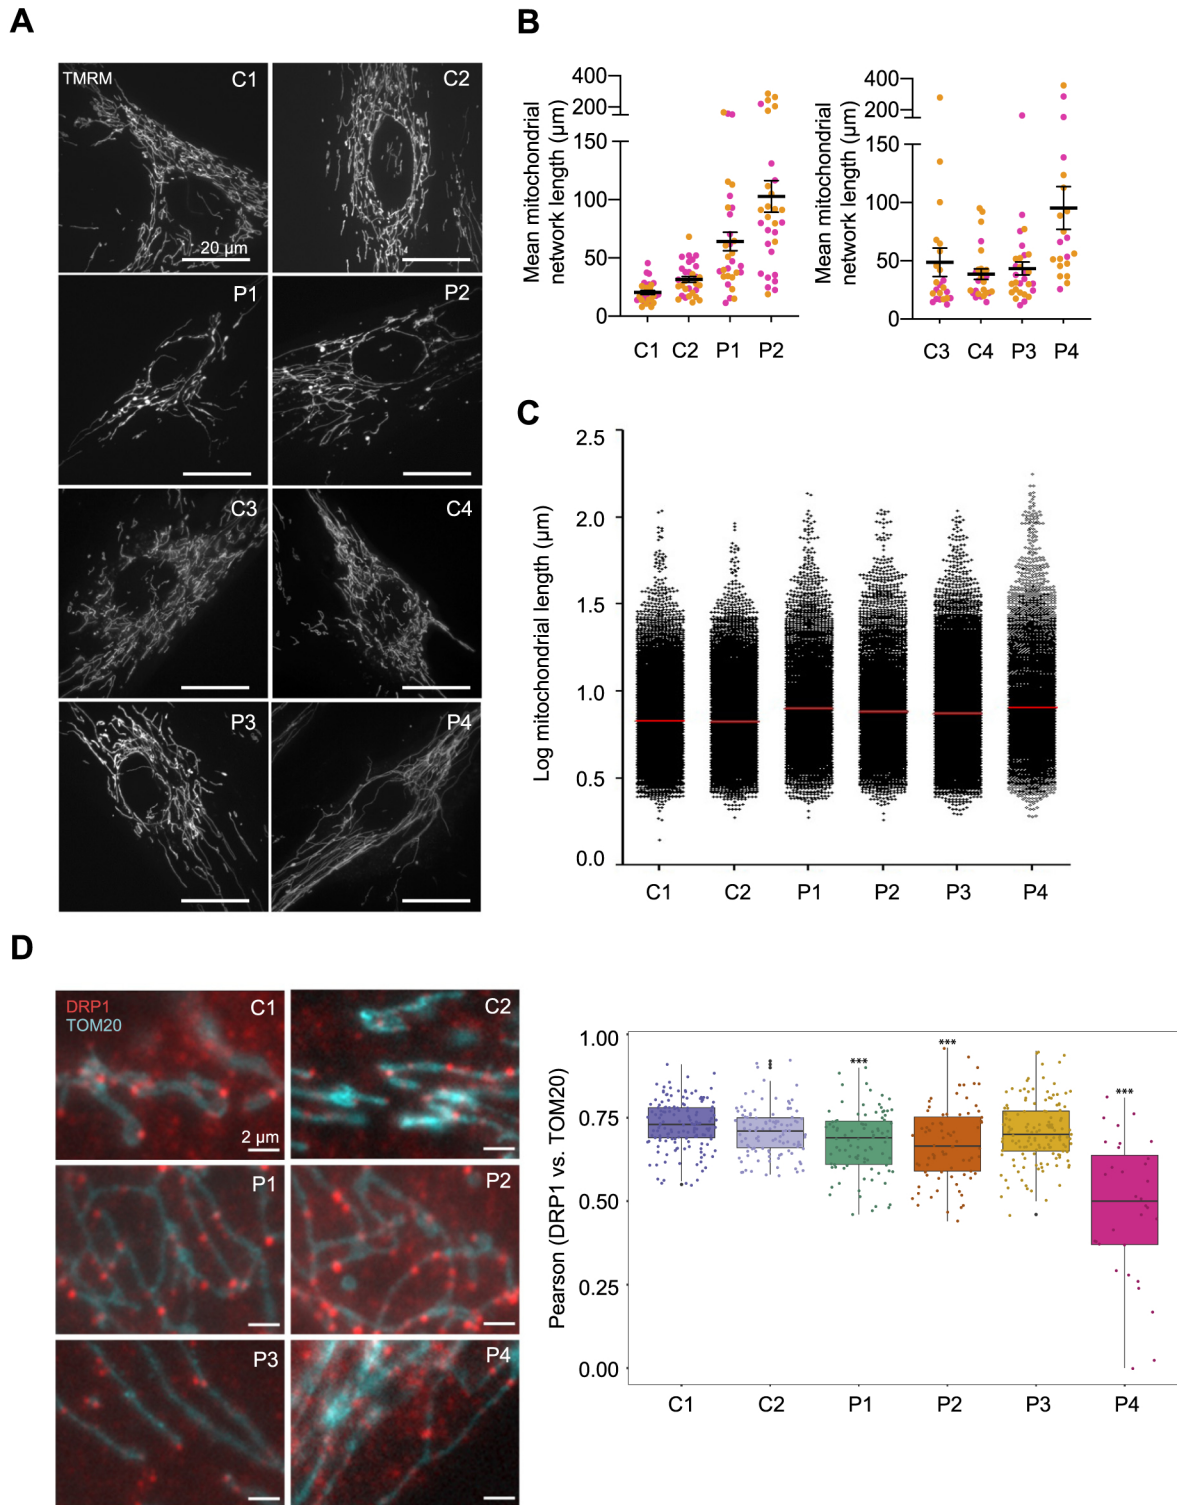 A
TMRM
C1
20 µm
C2
P1
P2
C3
C4
P3
P4
B
Mean mitochondrial
network length (µm)
400
200
150
100
50
0
C1 C2 P1 P2
Mean mitochondrial
network length (µm)
400
200
150
100
50
0
C3 C4 P3 P4
C
Log mitochondrial length (µm)
2.5
2.0
1.5
1.0
0.5
0.0
C1 C2 P1 P2 P3 P4
D
DRP1
TOM20
C1
2 µm
C2
P1
P2
P3
P4
Pearson (DRP1 vs. TOM20)
1.00
0.75
0.50
0.25
0.00
***
***
***
C1 C2 P1 P2 P3 P4